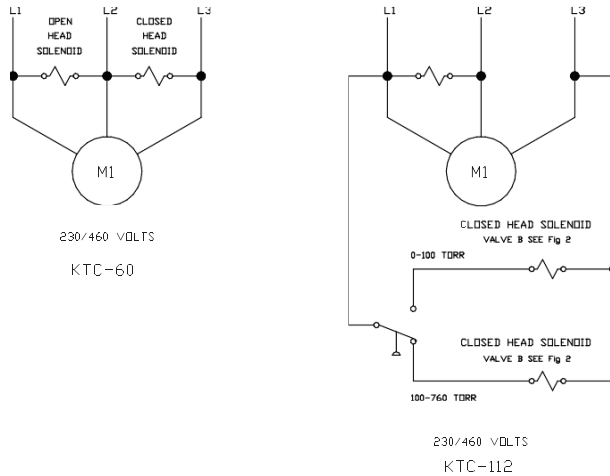 L1
L2
L3
OPEN
HEAD
SOLENOID
CLOSED
HEAD
SOLENOID
M1
230/460 VOLTS
KTC-60
L1
L2
L3
M1
CLOSED HEAD SOLENOID
VALVE B SEE Fig 2
0-100 TORR
CLOSED HEAD SOLENOID
VALVE B SEE Fig 2
100-760 TORR
230/460 VOLTS
KTC-112